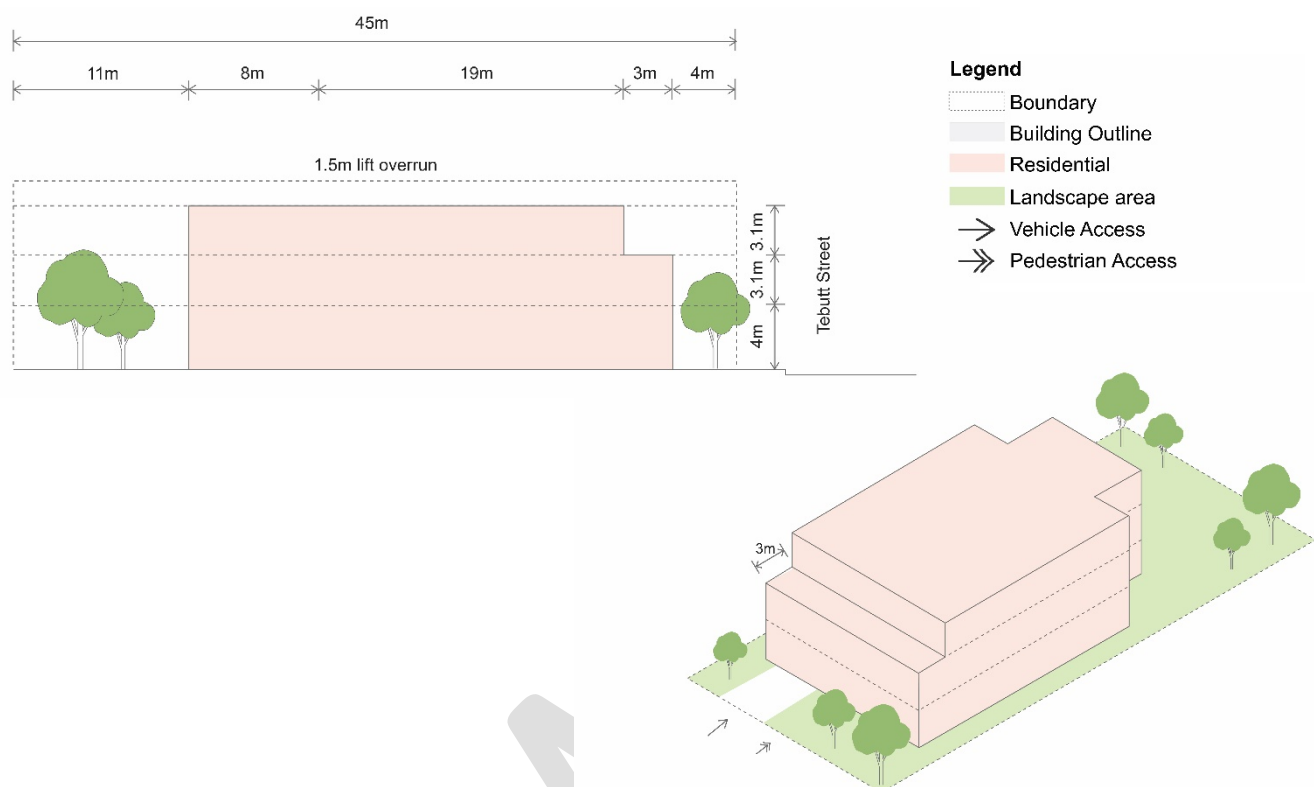 45m
11m
8m
19m
3m
4m
1.5m lift overrun
3.1m
3.1m
4m
Tebutt Street
Legend
Boundary
Building Outline
Residential
Landscape area
Vehicle Access
Pedestrian Access
3m